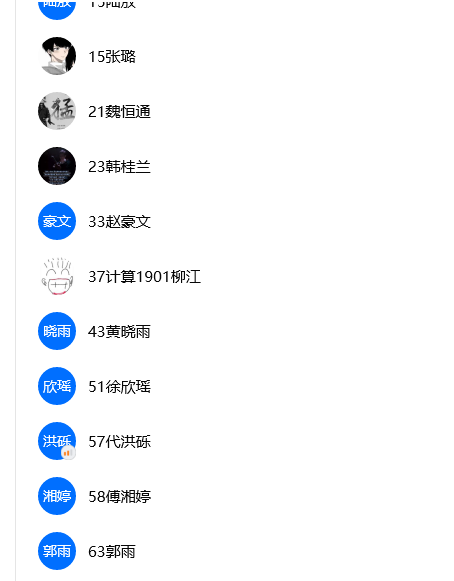 15张璐
猛
21魏恒通
23韩桂兰
豪文 33赵豪文
37计算1901柳江
晓雨 43黄晓雨
欣瑶 51徐欣瑶
洪砾 57代洪砾
湘婷 58傅湘婷
郭雨 63郭雨